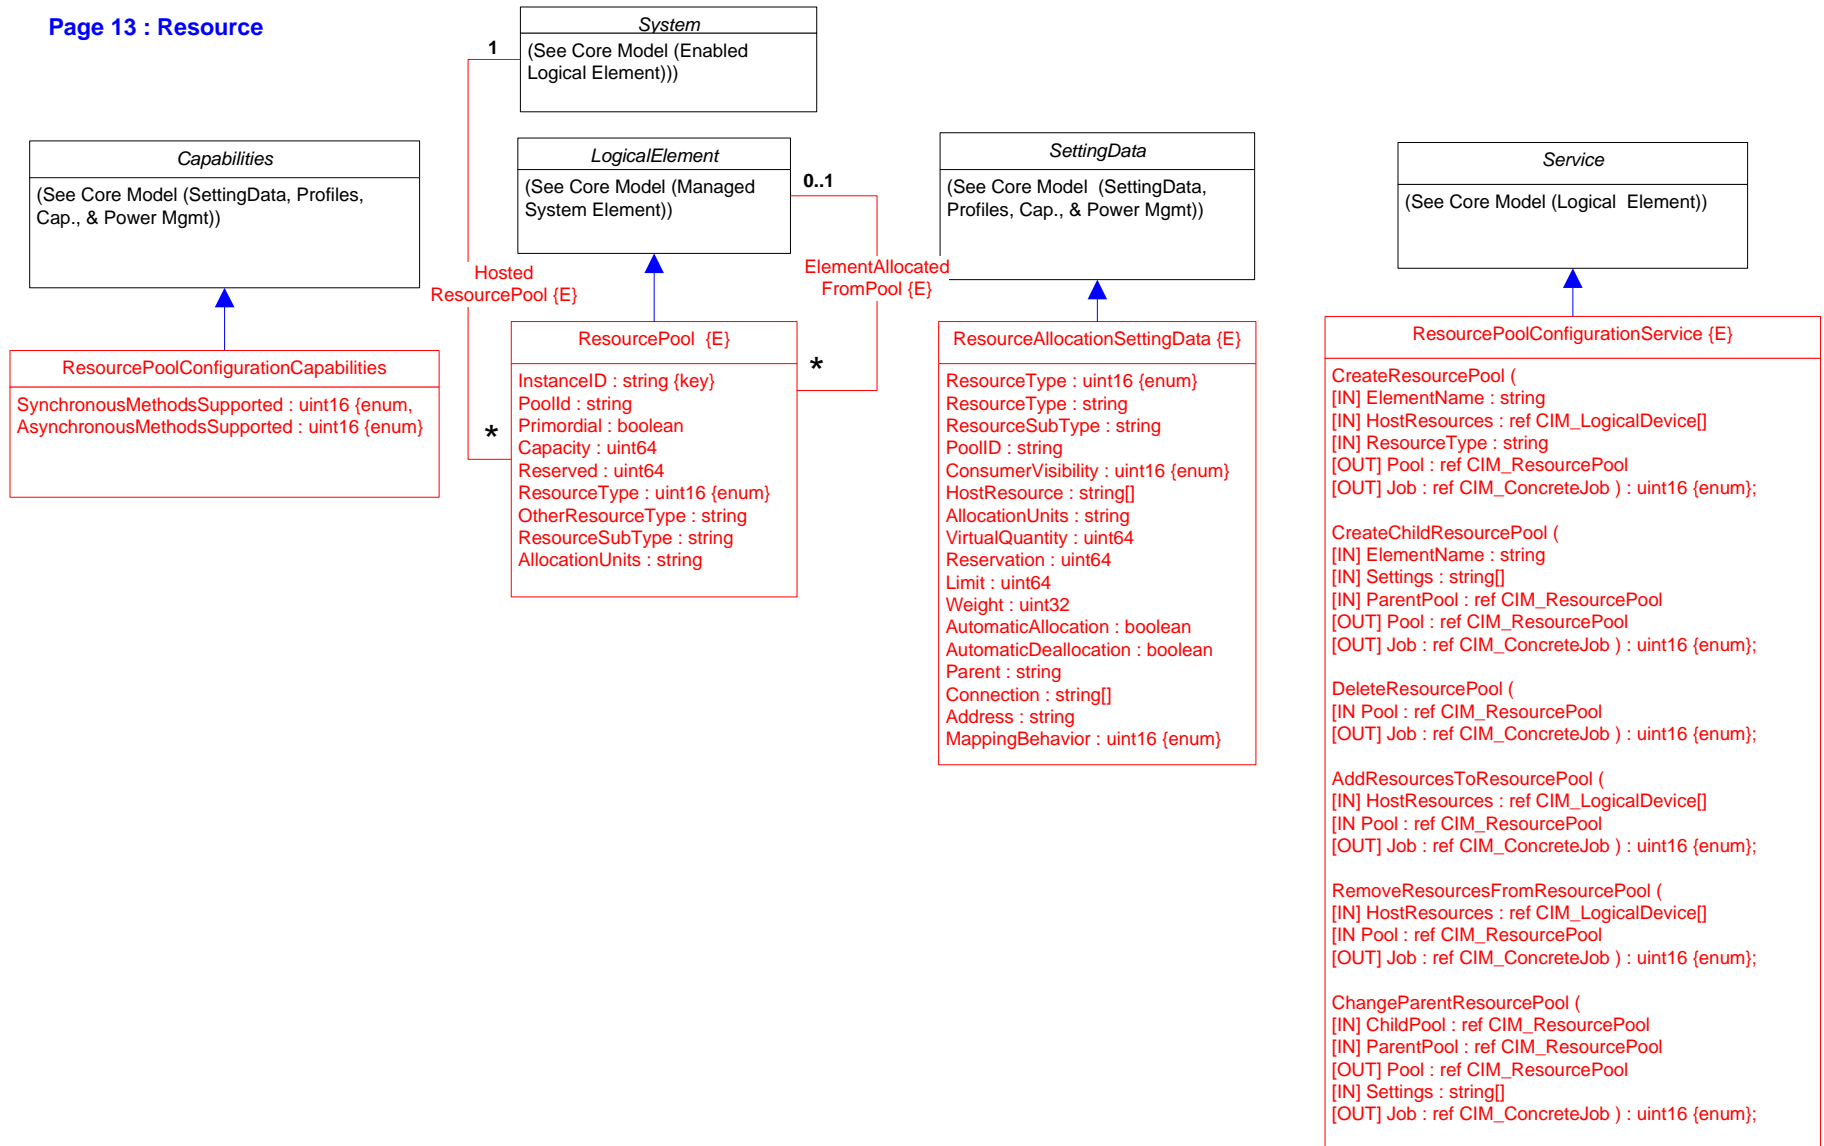 Page 13 : Resource
System
(See Core Model (Enabled
Logical Element)))
1
Capabilities
(See Core Model (SettingData, Profiles,
Cap., & Power Mgmt))
LogicalElement
(See Core Model (Managed
System Element))
0..1
SettingData
(See Core Model  (SettingData,
Profiles, Cap., & Power Mgmt))
Service
(See Core Model (Logical  Element))
Hosted
ResourcePool {E}
ElementAllocated
FromPool {E}
ResourcePoolConfigurationCapabilities
SynchronousMethodsSupported : uint16 {enum,
AsynchronousMethodsSupported : uint16 {enum}
*
ResourcePool  {E}
InstanceID : string {key}
PoolId : string
Primordial : boolean
Capacity : uint64
Reserved : uint64
ResourceType : uint16 {enum}
OtherResourceType : string
ResourceSubType : string
AllocationUnits : string
*
ResourceAllocationSettingData {E}
ResourceType : uint16 {enum}
ResourceType : string
ResourceSubType : string
PoolID : string
ConsumerVisibility : uint16 {enum}
HostResource : string[]
AllocationUnits : string
VirtualQuantity : uint64
Reservation : uint64
Limit : uint64
Weight : uint32
AutomaticAllocation : boolean
AutomaticDeallocation : boolean
Parent : string
Connection : string[]
Address : string
MappingBehavior : uint16 {enum}
ResourcePoolConfigurationService {E}
CreateResourcePool (
[IN] ElementName : string
[IN] HostResources : ref CIM_LogicalDevice[]
[IN] ResourceType : string
[OUT] Pool : ref CIM_ResourcePool
[OUT] Job : ref CIM_ConcreteJob ) : uint16 {enum};
CreateChildResourcePool (
[IN] ElementName : string
[IN] Settings : string[]
[IN] ParentPool : ref CIM_ResourcePool
[OUT] Pool : ref CIM_ResourcePool
[OUT] Job : ref CIM_ConcreteJob ) : uint16 {enum};
DeleteResourcePool (
[IN Pool : ref CIM_ResourcePool
[OUT] Job : ref CIM_ConcreteJob ) : uint16 {enum};
AddResourcesToResourcePool (
[IN] HostResources : ref CIM_LogicalDevice[]
[IN Pool : ref CIM_ResourcePool
[OUT] Job : ref CIM_ConcreteJob ) : uint16 {enum};
RemoveResourcesFromResourcePool (
[IN] HostResources : ref CIM_LogicalDevice[]
[IN Pool : ref CIM_ResourcePool
[OUT] Job : ref CIM_ConcreteJob ) : uint16 {enum};
ChangeParentResourcePool (
[IN] ChildPool : ref CIM_ResourcePool
[IN] ParentPool : ref CIM_ResourcePool
[OUT] Pool : ref CIM_ResourcePool
[IN] Settings : string[]
[OUT] Job : ref CIM_ConcreteJob ) : uint16 {enum};